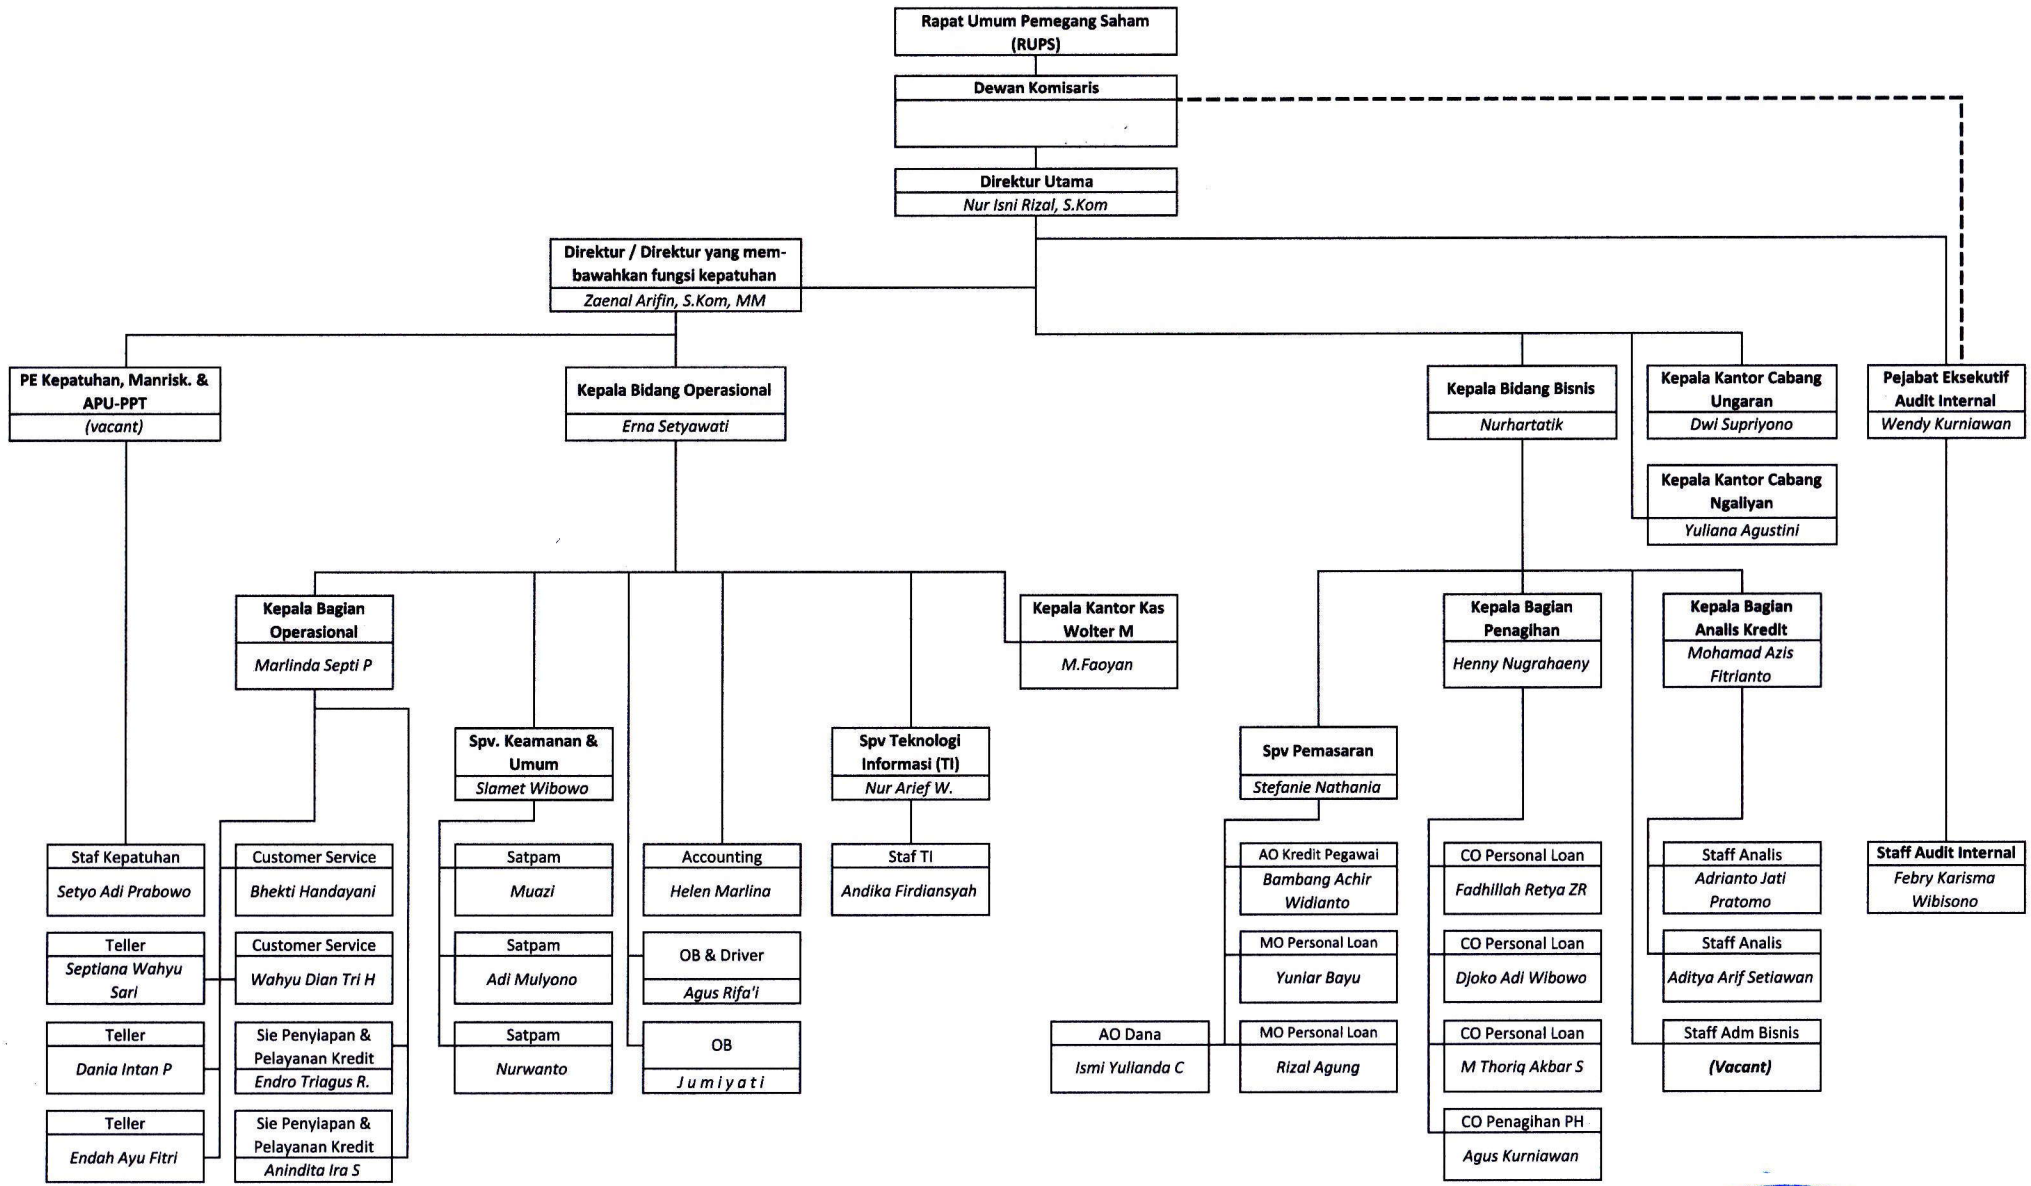 Rapat Umum Pemegang Saham
(RUPS)
Dewan Komisaris
Direktur Utama
Nur Isni Rizal, S.Kom
Direktur / Direktur yang mem-
bawahkan fungsi kepatuhan
Zaenal Arifin, S.Kom, MM
PE Kepatuhan, Manrisk. &
APU-PPT
(vacant)
Kepala Bidang Operasional
Erna Setyawati
Kepala Bidang Bisnis
Nurhartatik
Kepala Kantor Cabang
Ungaran
Dwi Supriyono
Pejabat Eksekutif
Audit Internal
Wendy Kurniawan
Kepala Kantor Cabang
Ngaliyan
Yuliana Agustini
Kepala Bagian
Operasional
Marlinda Septi P
Kepala Kantor Kas
Wolter M
M.Faoyan
Kepala Bagian
Penagihan
Henny Nugrahaeny
Kepala Bagian
Analis Kredit
Mohamad Azis
Fitrianto
Spv. Keamanan &
Umum
Slamet Wibowo
Spv Teknologi
Informasi (TI)
Nur Arief W.
Spv Pemasaran
Stefanie Nathania
Staf Kepatuhan
Setyo Adi Prabowo
Customer Service
Bhekti Handayani
Satpam
Muazi
Accounting
Helen Marlina
Staf TI
Andika Firdiansyah
AO Kredit Pegawai
Bambang Achir
Widianto
CO Personal Loan
Fadhillah Retya ZR
Staff Analis
Adrianto Jati
Pratomo
Staff Audit Internal
Febry Karisma
Wibisono
Teller
Septiana Wahyu
Sari
Customer Service
Wahyu Dian Tri H
Satpam
Adi Mulyono
OB & Driver
Agus Rifa'i
MO Personal Loan
Yuniar Bayu
CO Personal Loan
Djoko Adi Wibowo
Staff Analis
Aditya Arif Setiawan
Teller
Dania Intan P
Sie Penyiapan &
Pelayanan Kredit
Endro Triagus R.
Satpam
Nurwanto
OB
J u m i y a t i
AO Dana
Ismi Yulianda C
MO Personal Loan
Rizal Agung
CO Personal Loan
M Thoriq Akbar S
Staff Adm Bisnis
(Vacant)
Teller
Endah Ayu Fitri
Sie Penyiapan &
Pelayanan Kredit
Anindita Ira S
CO Penagihan PH
Agus Kurniawan